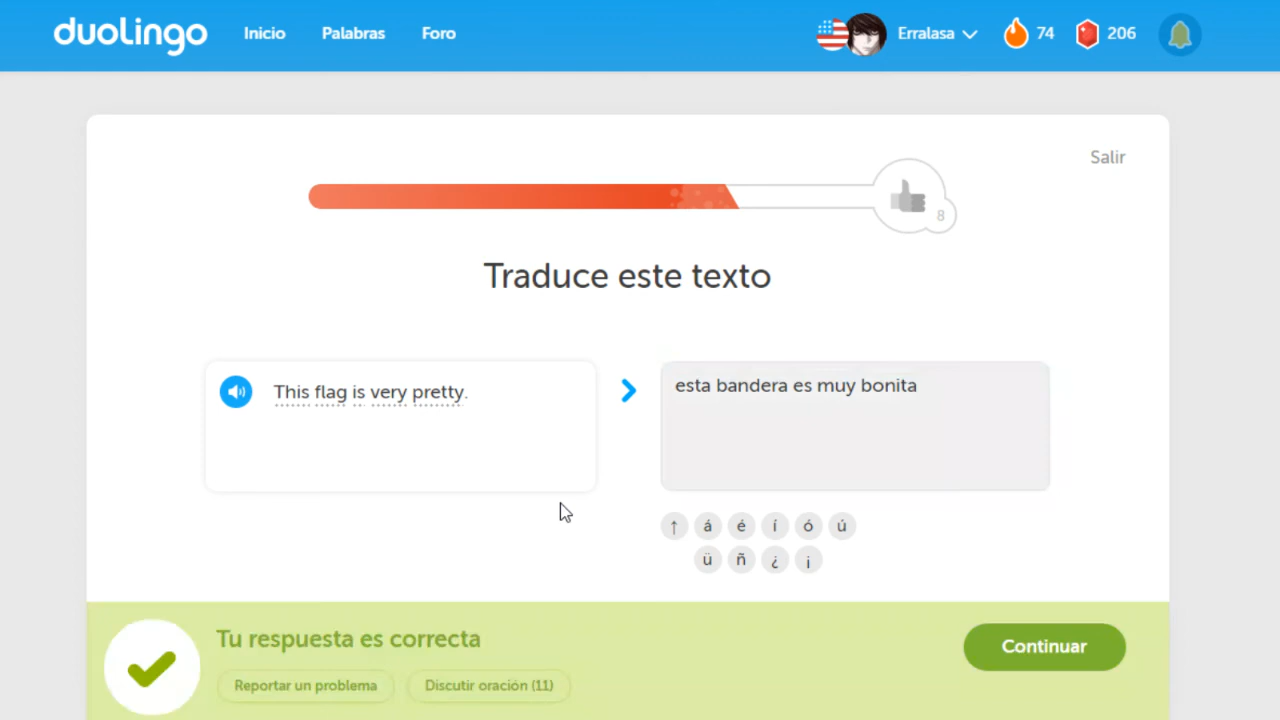 duolingo Inicio Palabras Foro Erralasa 74 206
Salir
8
Traduce este texto
This flag is very pretty.
esta bandera es muy bonita
↑ á é í ó ú
ü ñ ¿ ¡
Tu respuesta es correcta
Continuar
Reportar un problema Discutir oración (11)